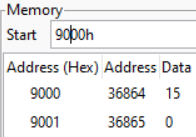 Memory
Start 9000h
Address (Hex) Address Data
9000 36864 15
9001 36865 0